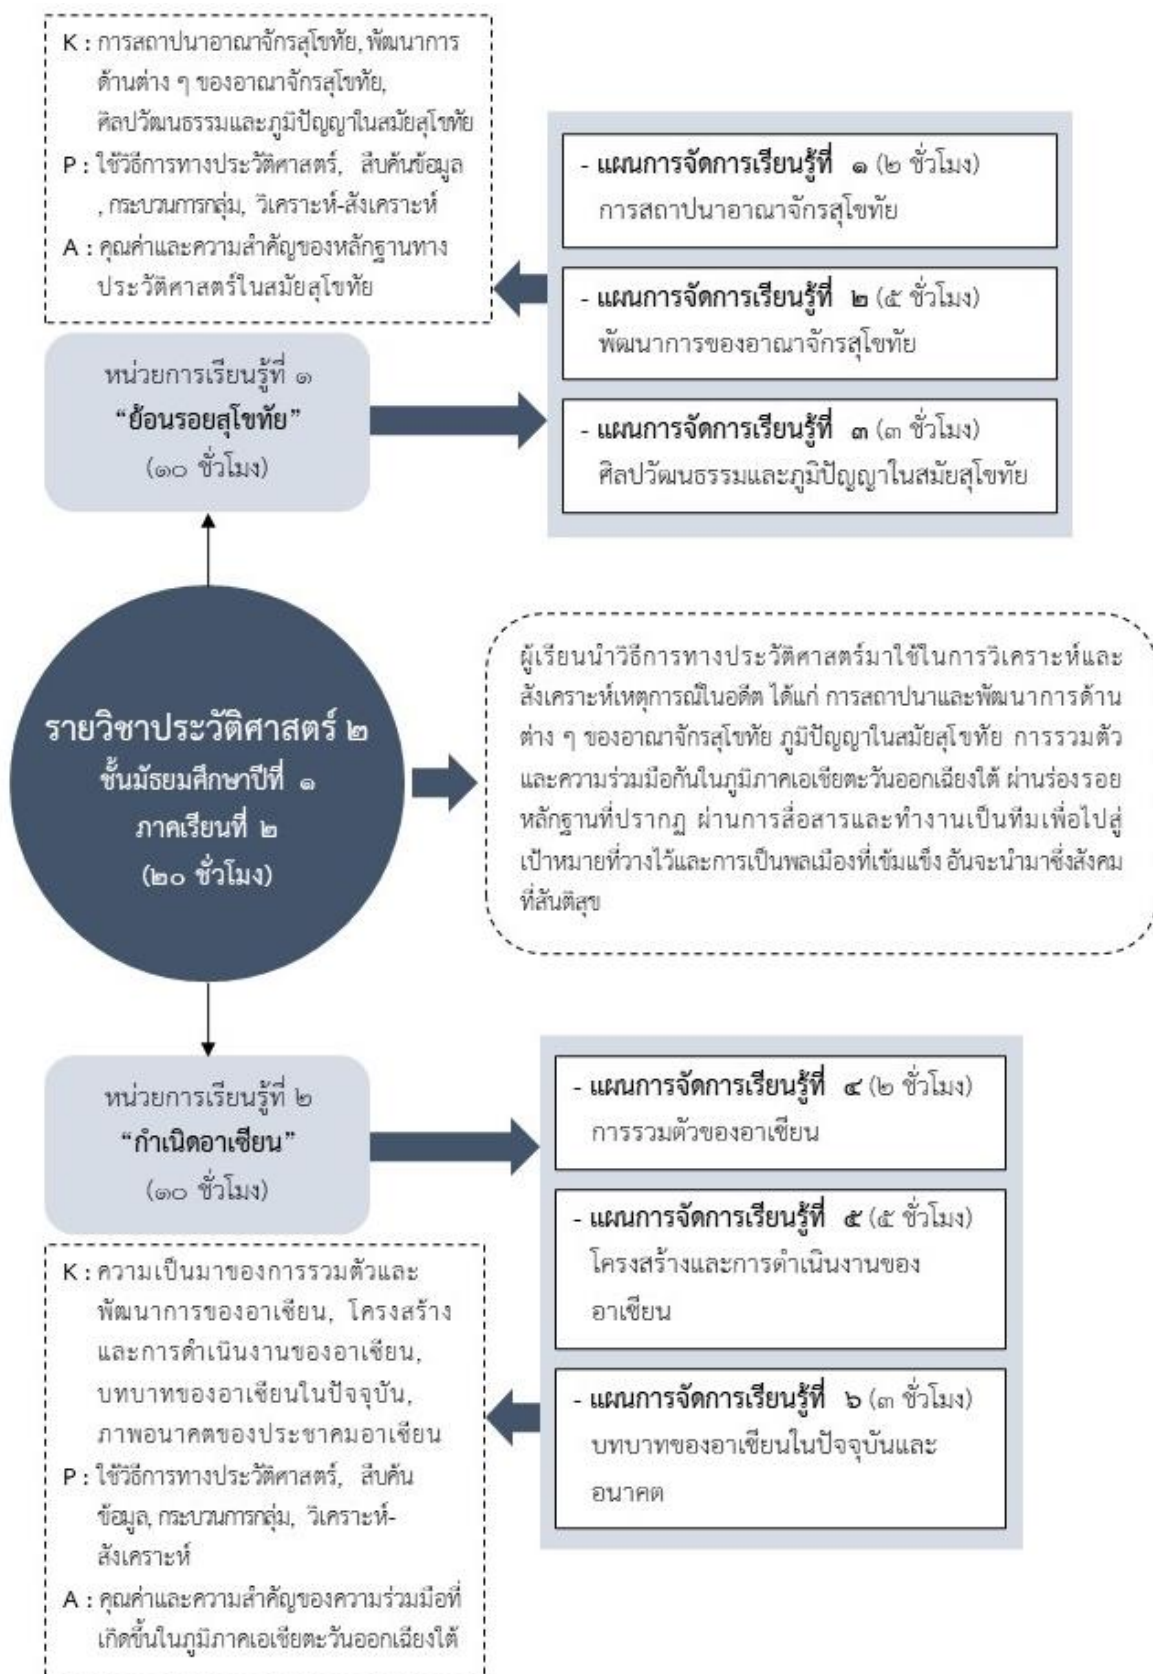 K : การสถาปนาอาณาจักรสุโขทัย, พัฒนาการ
ด้านต่าง ๆ ของอาณาจักรสุโขทัย,
ศิลปวัฒนธรรมและภูมิปัญญาในสมัยสุโขทัย
P : ใช้วิธีการทางประวัติศาสตร์, สืบค้นข้อมูล
, กระบวนการกลุ่ม, วิเคราะห์-สังเคราะห์
A : คุณค่าและความสำคัญของหลักฐานทาง
ประวัติศาสตร์ในสมัยสุโขทัย
- แผนการจัดการเรียนรู้ที่ ๑ (๒ ชั่วโมง)
การสถาปนาอาณาจักรสุโขทัย
- แผนการจัดการเรียนรู้ที่ ๒ (๕ ชั่วโมง)
พัฒนาการของอาณาจักรสุโขทัย
- แผนการจัดการเรียนรู้ที่ ๓ (๓ ชั่วโมง)
ศิลปวัฒนธรรมและภูมิปัญญาในสมัยสุโขทัย
หน่วยการเรียนรู้ที่ ๑
“ย้อนรอยสุโขทัย”
(๑๐ ชั่วโมง)
รายวิชาประวัติศาสตร์ ๒
ชั้นมัธยมศึกษาปีที่ ๑
ภาคเรียนที่ ๒
(๒๐ ชั่วโมง)
ผู้เรียนนำวิธีการทางประวัติศาสตร์มาใช้ในการวิเคราะห์และ
สังเคราะห์เหตุการณ์ในอดีต ได้แก่ การสถาปนาและพัฒนาการด้าน
ต่าง ๆ ของอาณาจักรสุโขทัย ภูมิปัญญาในสมัยสุโขทัย การรวมตัว
และความร่วมมือกันในภูมิภาคเอเชียตะวันออกเฉียงใต้ ผ่านร่องรอย
หลักฐานที่ปรากฏ ผ่านการสื่อสารและทำงานเป็นทีมเพื่อไปสู่
เป้าหมายที่วางไว้และการเป็นพลเมืองที่เข้มแข็ง อันจะนำมาซึ่งสังคม
ที่สันติสุข
หน่วยการเรียนรู้ที่ ๒
“กำเนิดอาเซียน”
(๑๐ ชั่วโมง)
- แผนการจัดการเรียนรู้ที่ ๔ (๒ ชั่วโมง)
การรวมตัวของอาเซียน
- แผนการจัดการเรียนรู้ที่ ๕ (๕ ชั่วโมง)
โครงสร้างและการดำเนินงานของ
อาเซียน
- แผนการจัดการเรียนรู้ที่ ๖ (๓ ชั่วโมง)
บทบาทของอาเซียนในปัจจุบันและ
อนาคต
K : ความเป็นมาของการรวมตัวและ
พัฒนาการของอาเซียน, โครงสร้าง
และการดำเนินงานของอาเซียน,
บทบาทของอาเซียนในปัจจุบัน,
ภาพอนาคตของประชาคมอาเซียน
P : ใช้วิธีการทางประวัติศาสตร์, สืบค้น
ข้อมูล, กระบวนการกลุ่ม, วิเคราะห์-
สังเคราะห์
A : คุณค่าและความสำคัญของความร่วมมือที่
เกิดขึ้นในภูมิภาคเอเชียตะวันออกเฉียงใต้